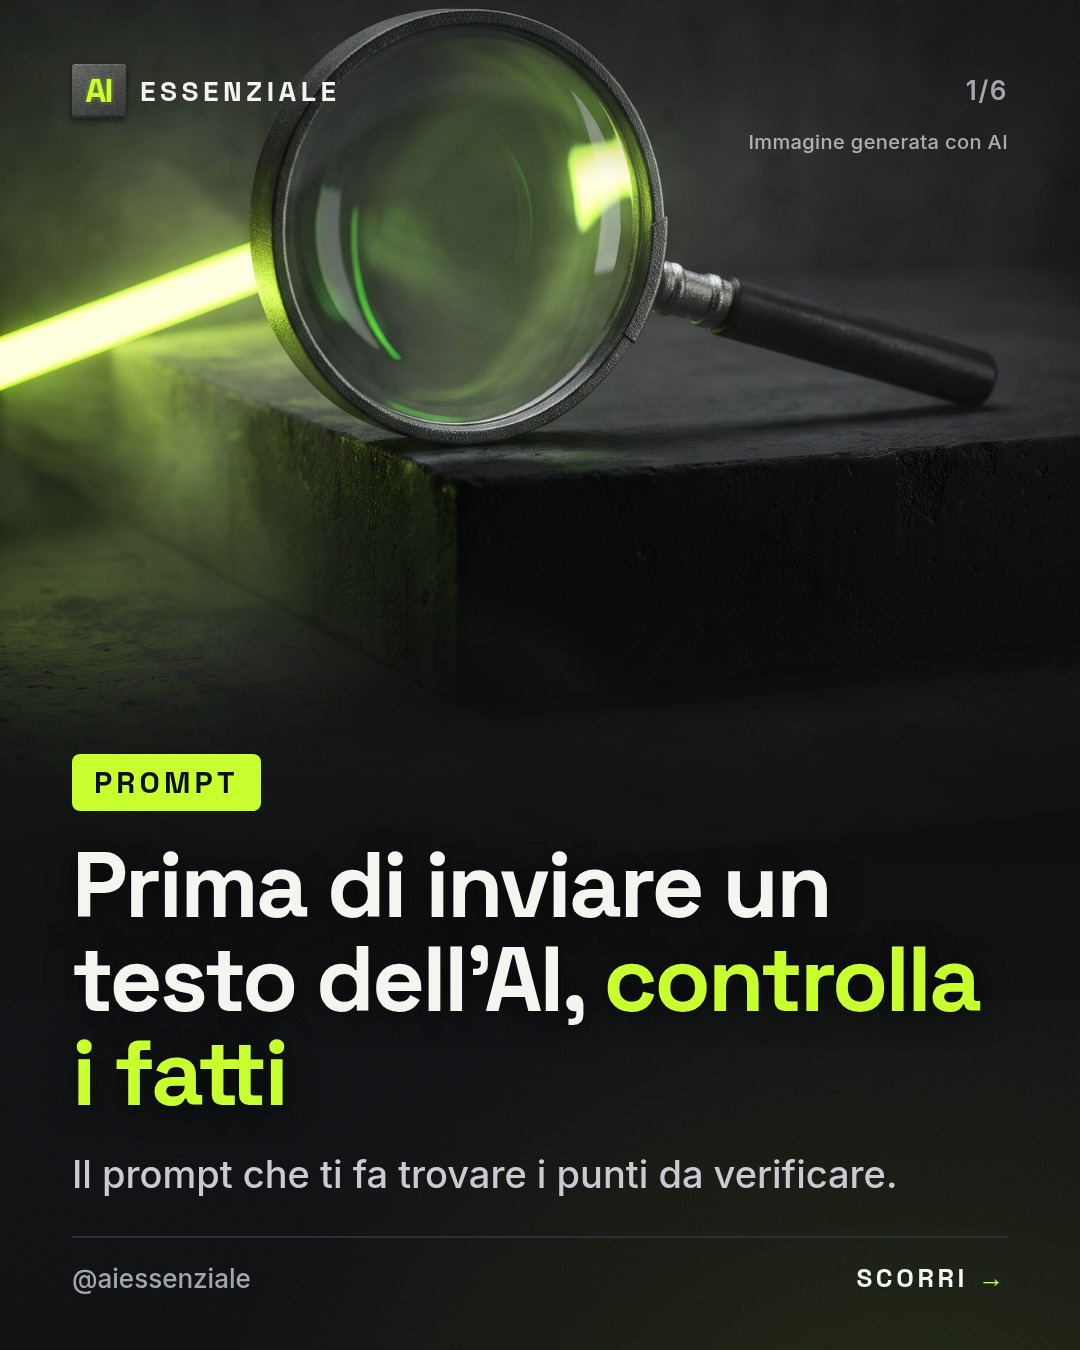 AI ESSENZIALE
1/6
Immagine generata con AI
PROMPT
Prima di inviare un
testo dell’AI, controlla
i fatti
Il prompt che ti fa trovare i punti da verificare.
@aiessenziale
SCORRI →